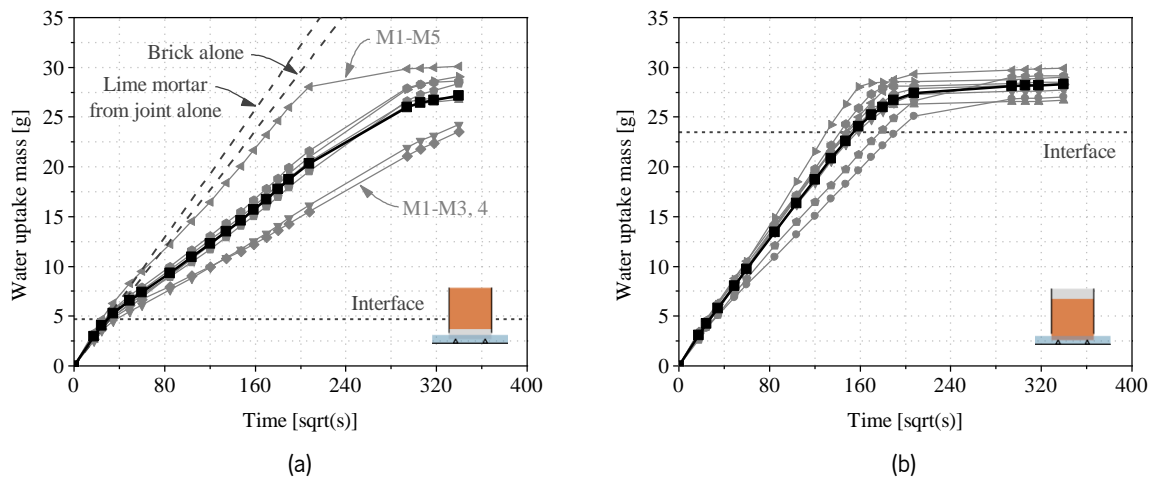 35
30
25
20
15
10
5
0
Water uptake mass [g]
0
80
160
240
320
400
Time [sqrt(s)]
Brick alone
Lime mortar
from joint alone
M1-M5
M1-M3, 4
Interface
(a)
35
30
25
20
15
10
5
0
Water uptake mass [g]
0
80
160
240
320
400
Time [sqrt(s)]
Interface
(b)